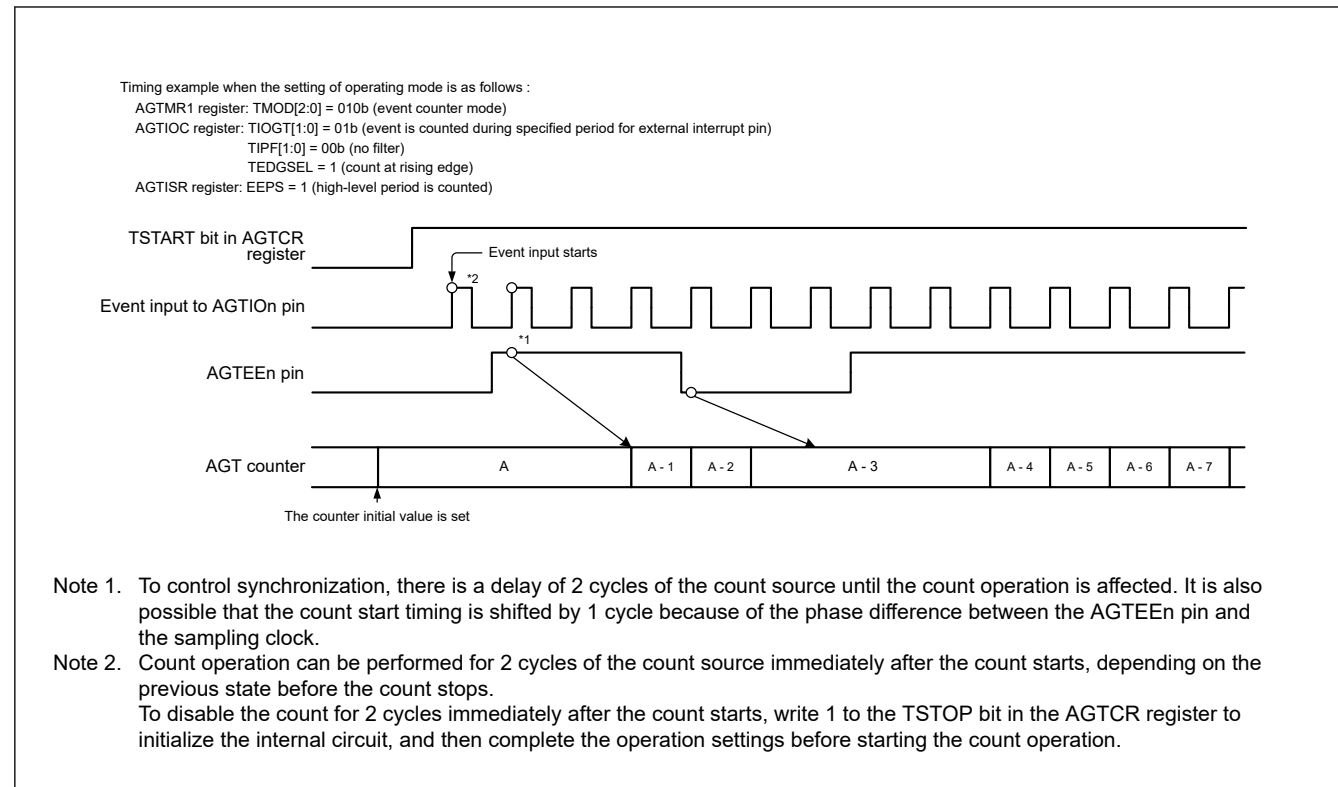 Timing example when the setting of operating mode is as follows :
AGTMR1 register: TMOD[2:0] = 010b (event counter mode)
AGTIOC register: TIOGT[1:0] = 01b (event is counted during specified period for external interrupt pin)
TIPF[1:0] = 00b (no filter)
TEDGSEL = 1 (count at rising edge)
AGTISR register: EEPS = 1 (high-level period is counted)
TSTART bit in AGTCR
register
Event input starts
*2
Event input to AGTIOn pin
*1
AGTEEn pin
AGT counter
A
A - 1
A - 2
A - 3
A - 4
A - 5
A - 6
A - 7
The counter initial value is set
Note 1. To control synchronization, there is a delay of 2 cycles of the count source until the count operation is affected. It is also
possible that the count start timing is shifted by 1 cycle because of the phase difference between the AGTEEn pin and
the sampling clock.
Note 2. Count operation can be performed for 2 cycles of the count source immediately after the count starts, depending on the
previous state before the count stops.
To disable the count for 2 cycles immediately after the count starts, write 1 to the TSTOP bit in the AGTCR register to
initialize the internal circuit, and then complete the operation settings before starting the count operation.